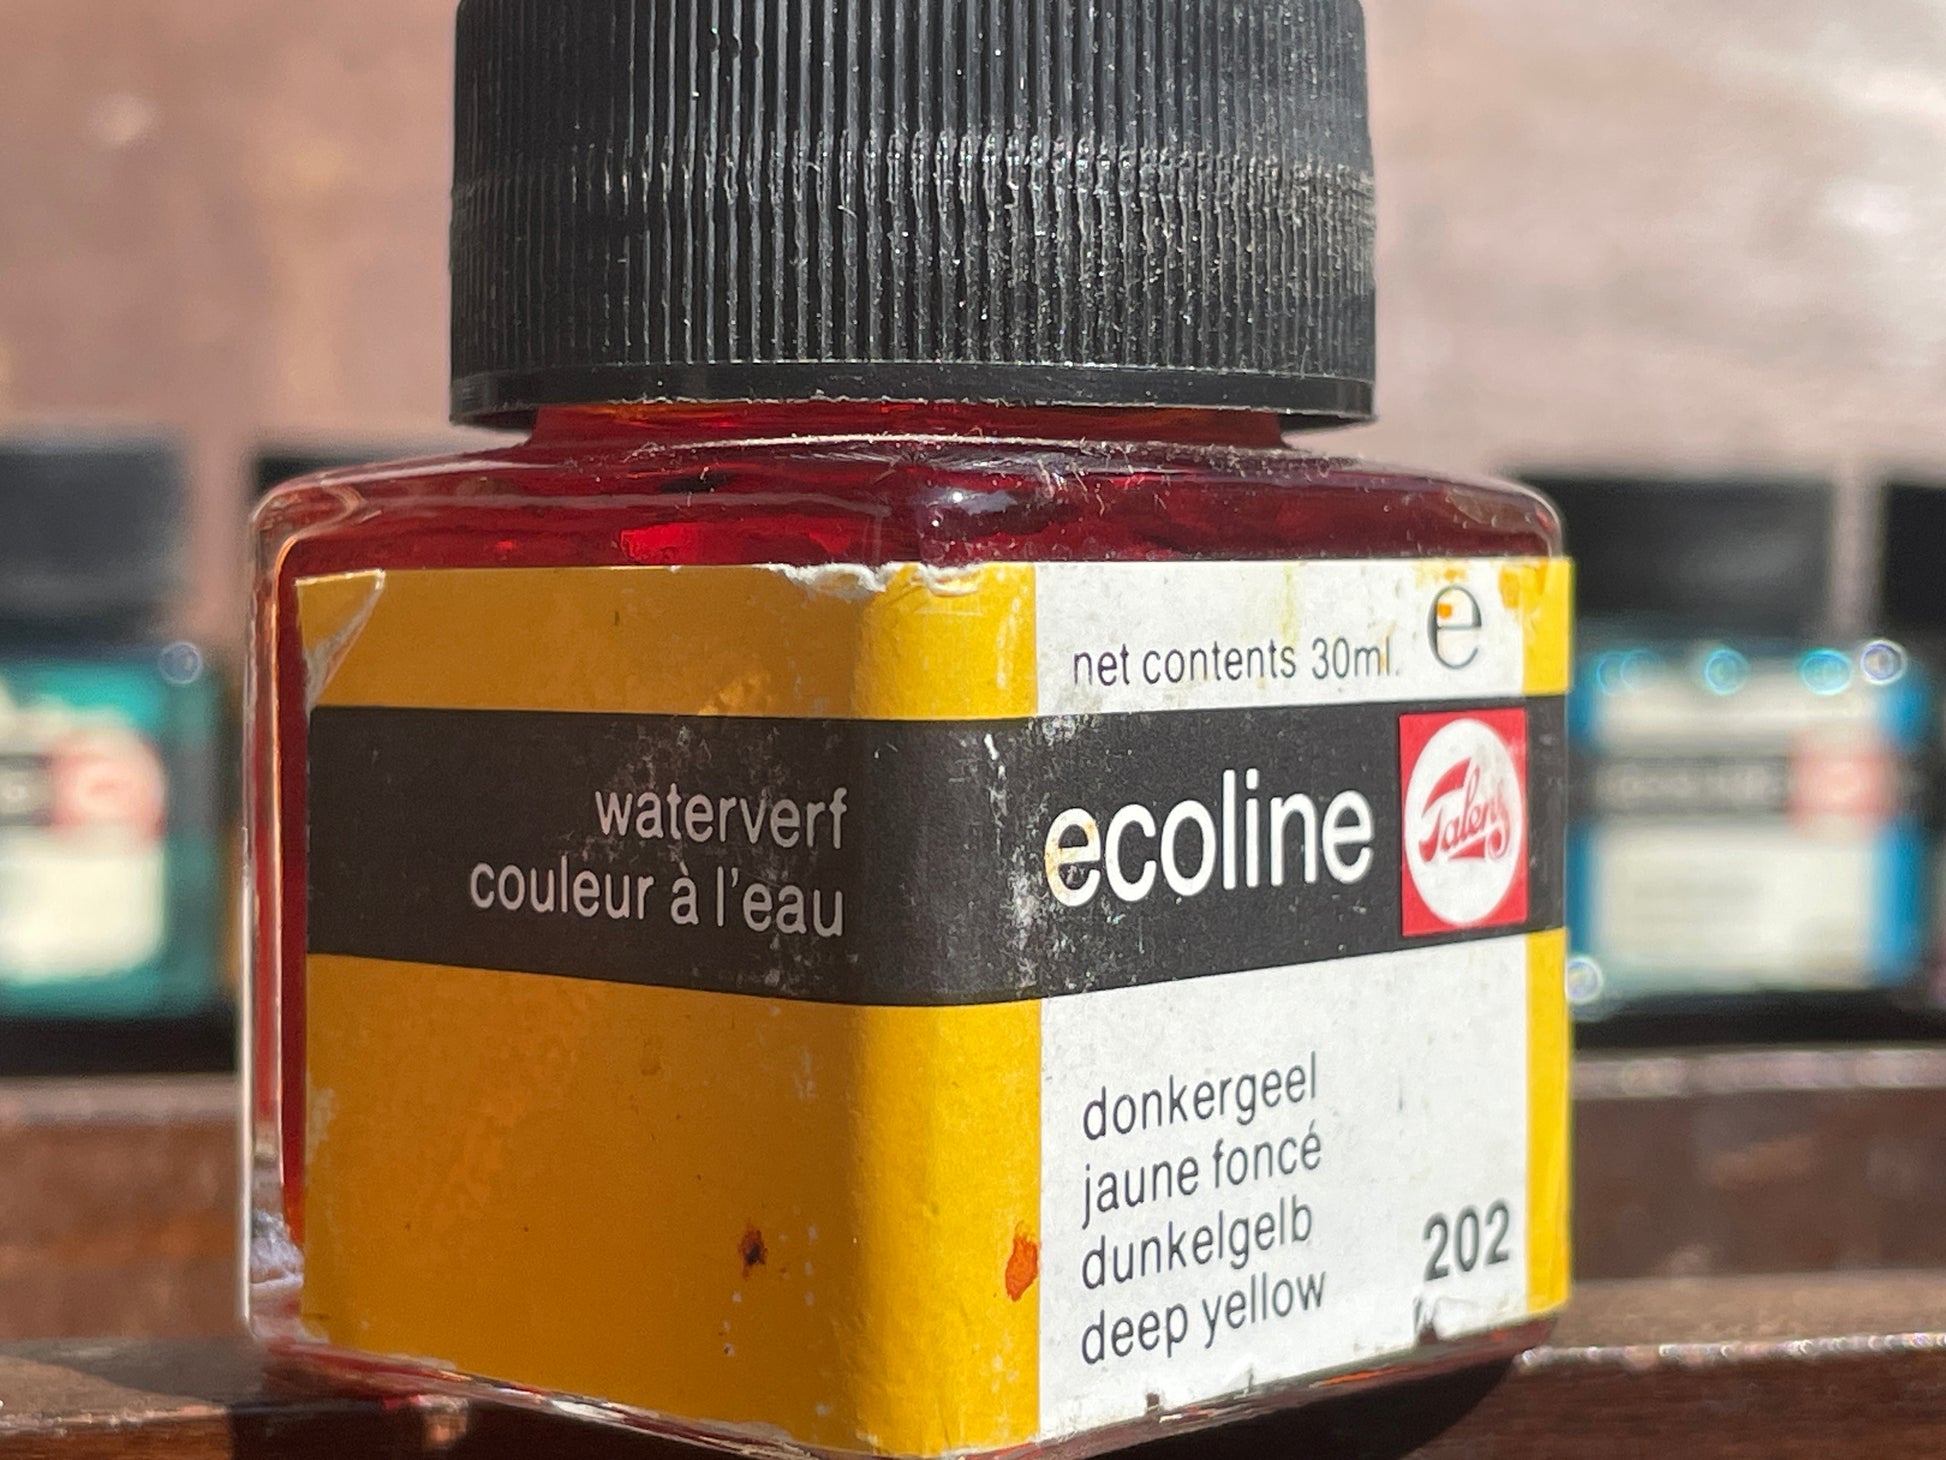 net contents 30ml. e
waterverf
couleur à l'eau
ecoline
Talens
donkergeel
jaune foncé
dunkelgelb
deep yellow
202